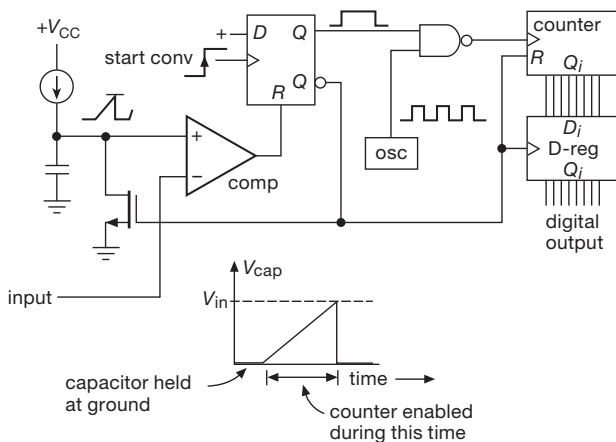 +VCC
start conv
+
D
Q
Q
R
counter
R
Qi
Di
D-reg
Qi
digital
output
osc
+
−
comp
input
Vcap
Vin
time
capacitor held
at ground
counter enabled
during this time